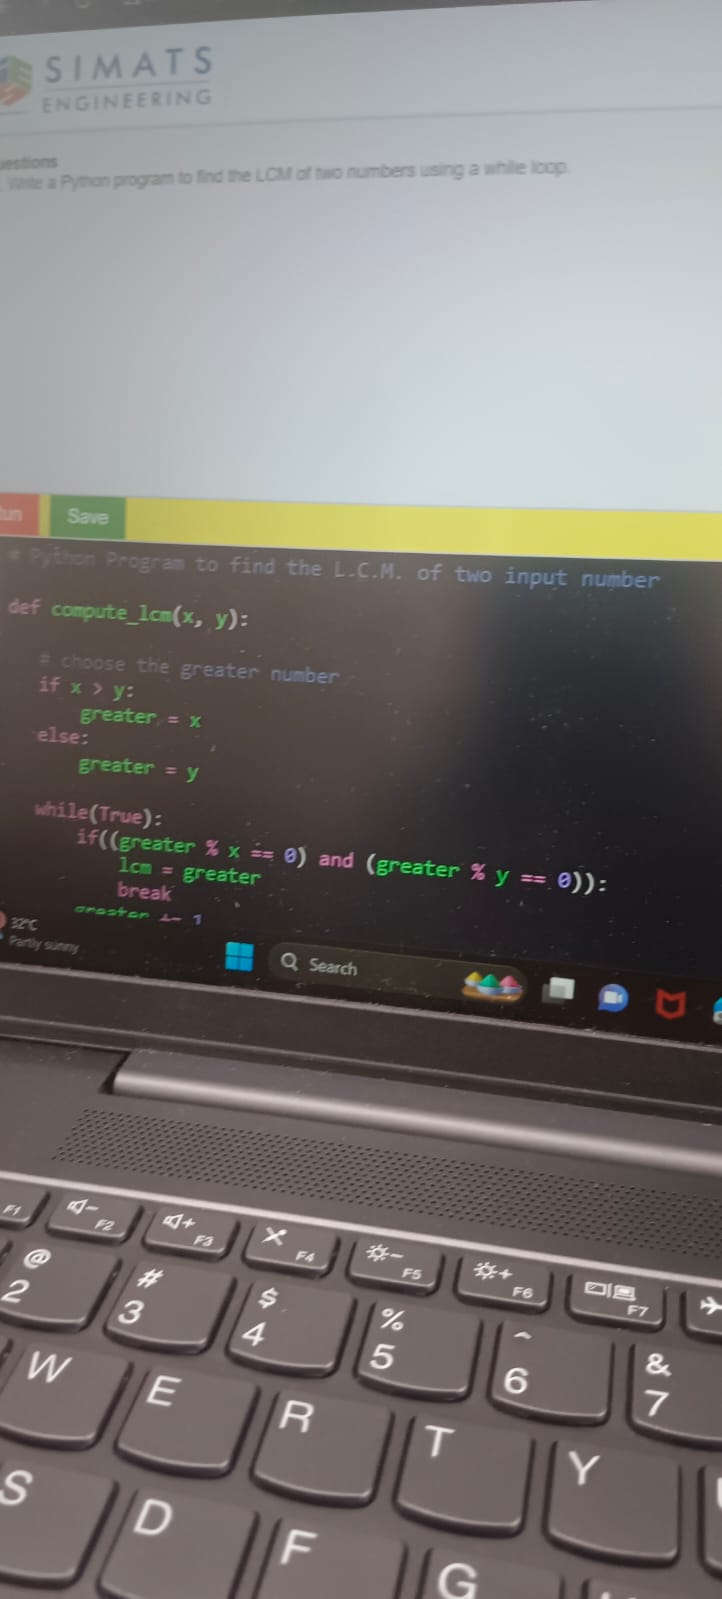 SIMATS
ENGINEERING
Write a Python program to find the LCM of two numbers using a while loop.
Save
# Python Program to find the L.C.M. of two input number
def compute_lcm(x, y):
# choose the greater number
if x > y:
greater = x
else:
greater = y
while(True):
if((greater % x == 0) and (greater % y == 0)):
lcm = greater
break
32°C
Partly sunny
Search
F1
F2
F3
F4
F5
F6
F7
@
2
#
3
$
4
%
5
^
6
&
7
W
E
R
T
Y
S
D
F
G